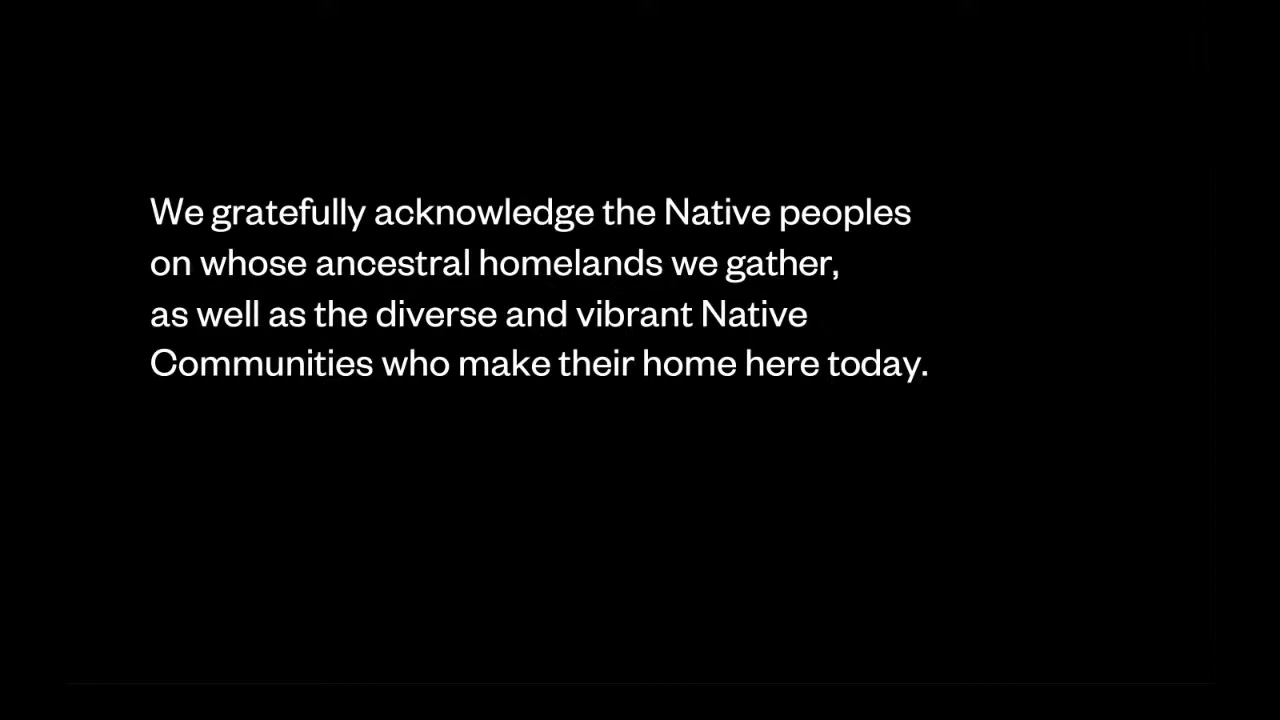 We gratefully acknowledge the Native peoples
on whose ancestral homelands we gather,
as well as the diverse and vibrant Native
Communities who make their home here today.